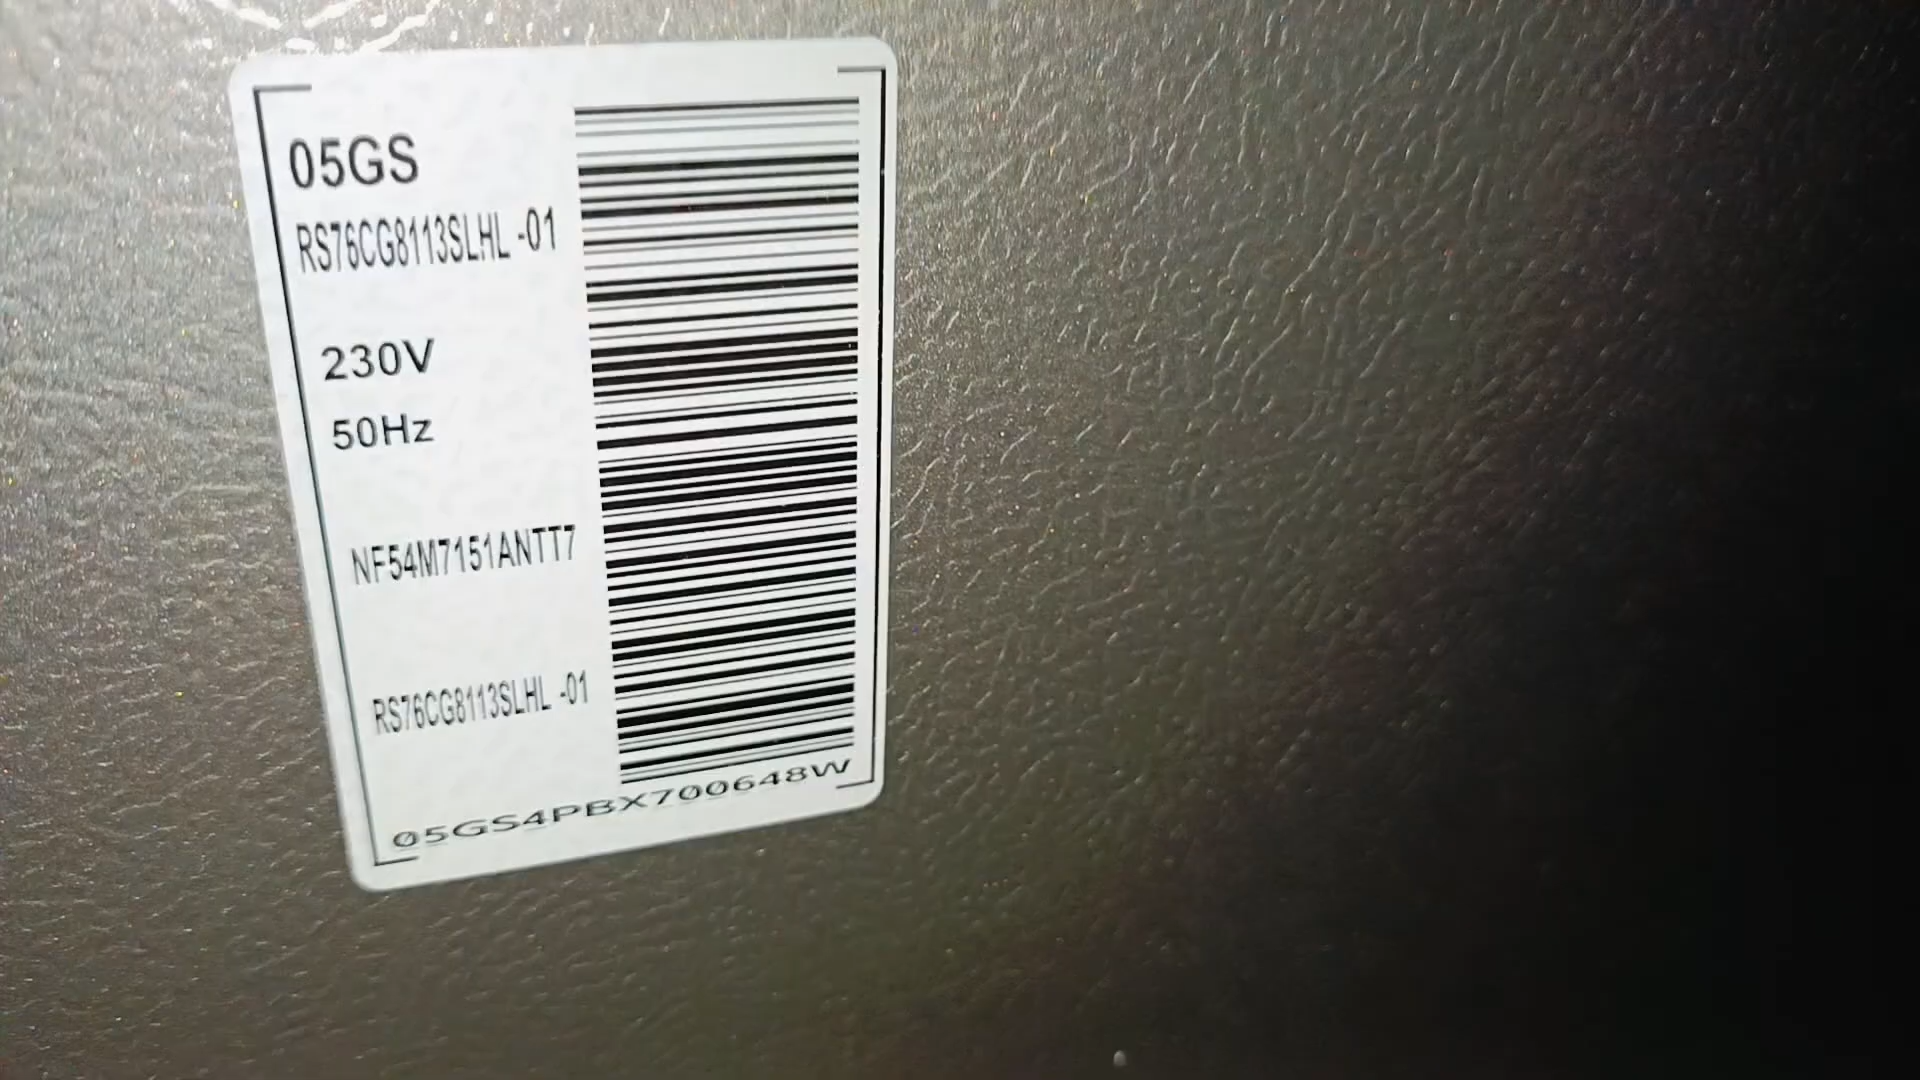 05GS
RS76CG8113SLHL -01
230V
50Hz
NF54M7151ANTT7
RS76CG8113SLHL -01
05GS4PBX700648W